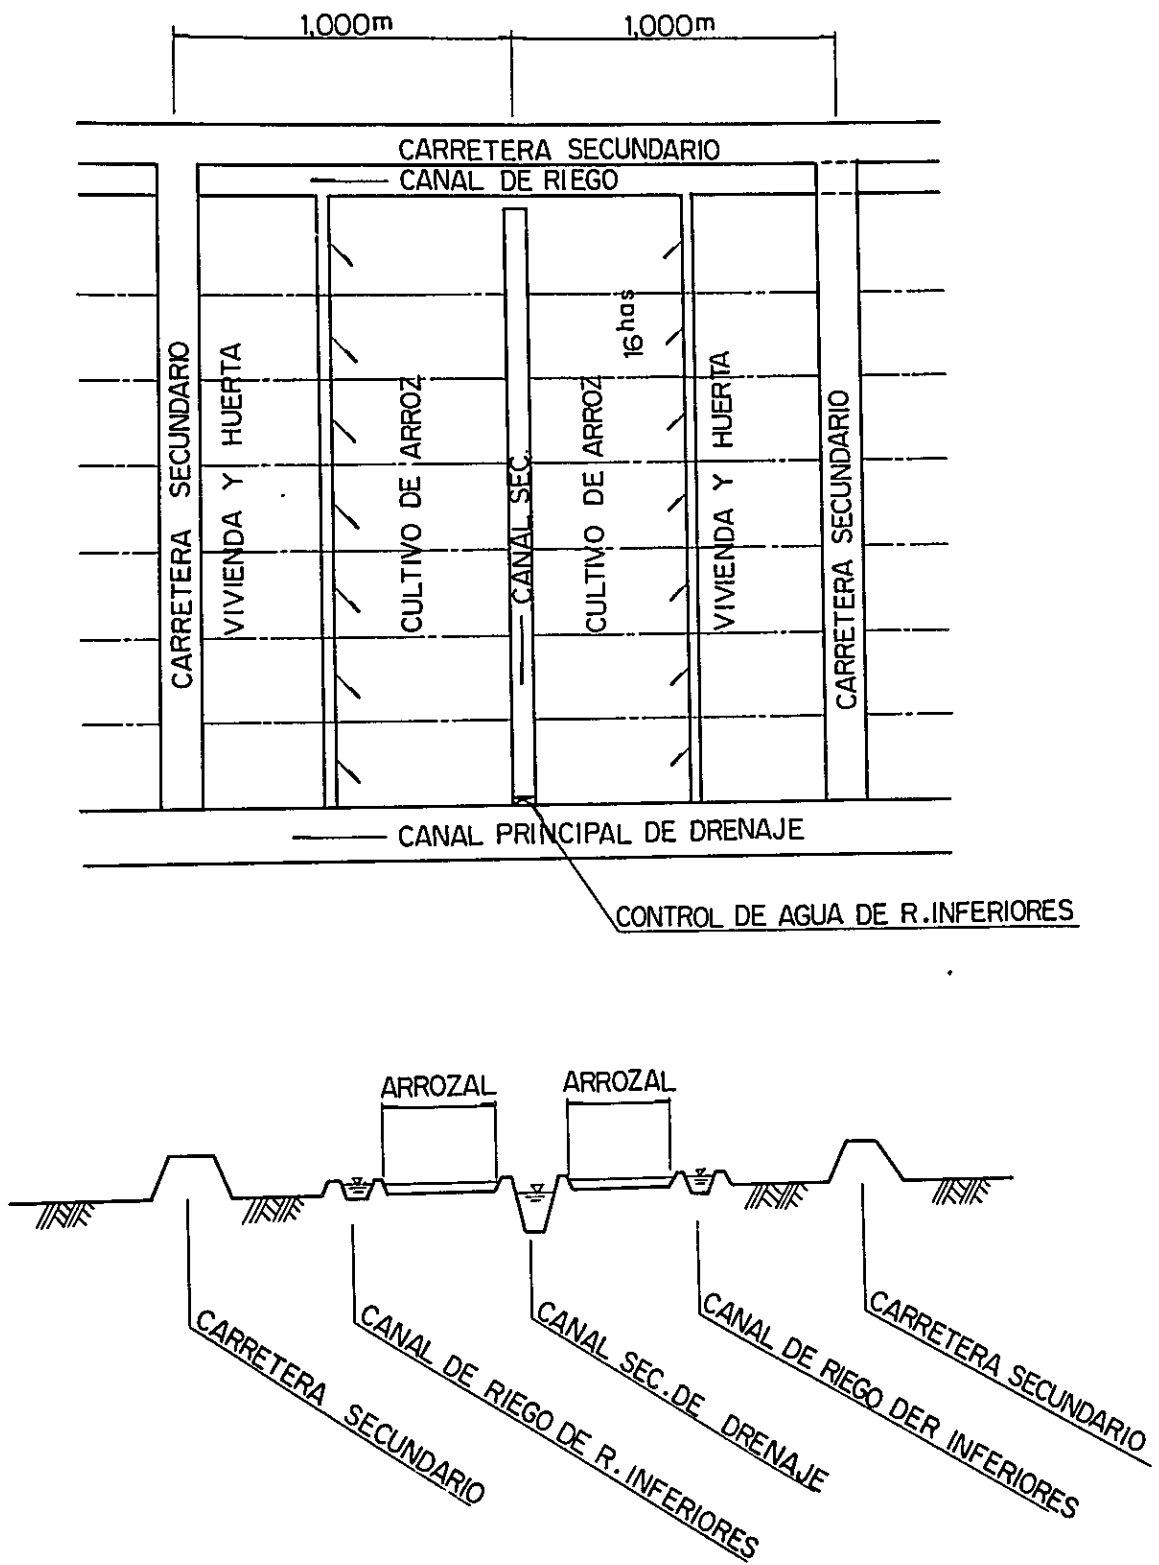 1,000m
1,000m
CARRETERA SECUNDARIO
CANAL DE RIEGO
CARRETERA SECUNDARIO
VIVIENDA Y HUERTA
CULTIVO DE ARROZ
CANAL SEC.
CULTIVO DE ARROZ
16 has
VIVIENDA Y HUERTA
CARRETERA SECUNDARIO
CANAL PRINCIPAL DE DRENAJE
CONTROL DE AGUA DE R.INFERIORES
ARROZAL
ARROZAL
CARRETERA SECUNDARIO
CANAL DE RIEGO DE R. INFERIORES
CANAL SEC. DE DRENAJE
CANAL DE RIEGO DER INFERIORES
CARRETERA SECUNDARIO